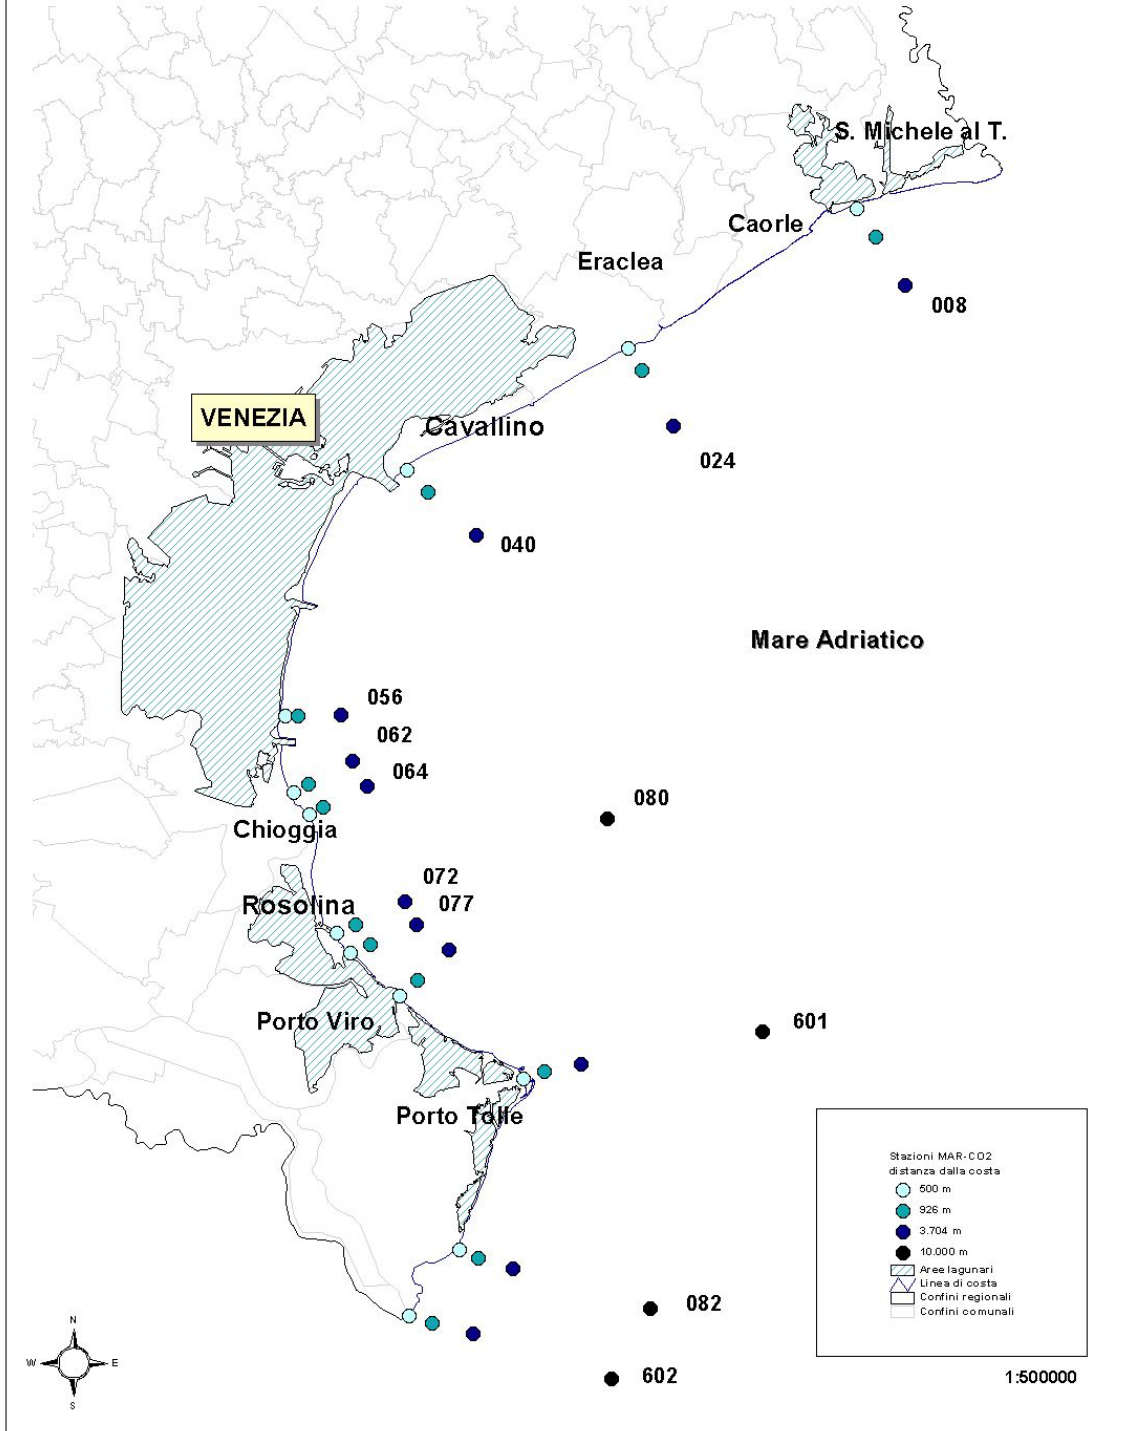 S. Michele al T.
Caorle
Eraclea
008
VENEZIA
Cavallino
024
040
Mare Adriatico
056
062
064
080
Chioggia
072
077
Rosolina
Porto Viro
601
Porto Tolle
Stazioni MAR-CO2
distanza dalla costa
500 m
926 m
3.704 m
10.000 m
Aree lagunari
Linea di costa
Confini regionali
Confini comunali
082
N
W
E
S
602
1:500000